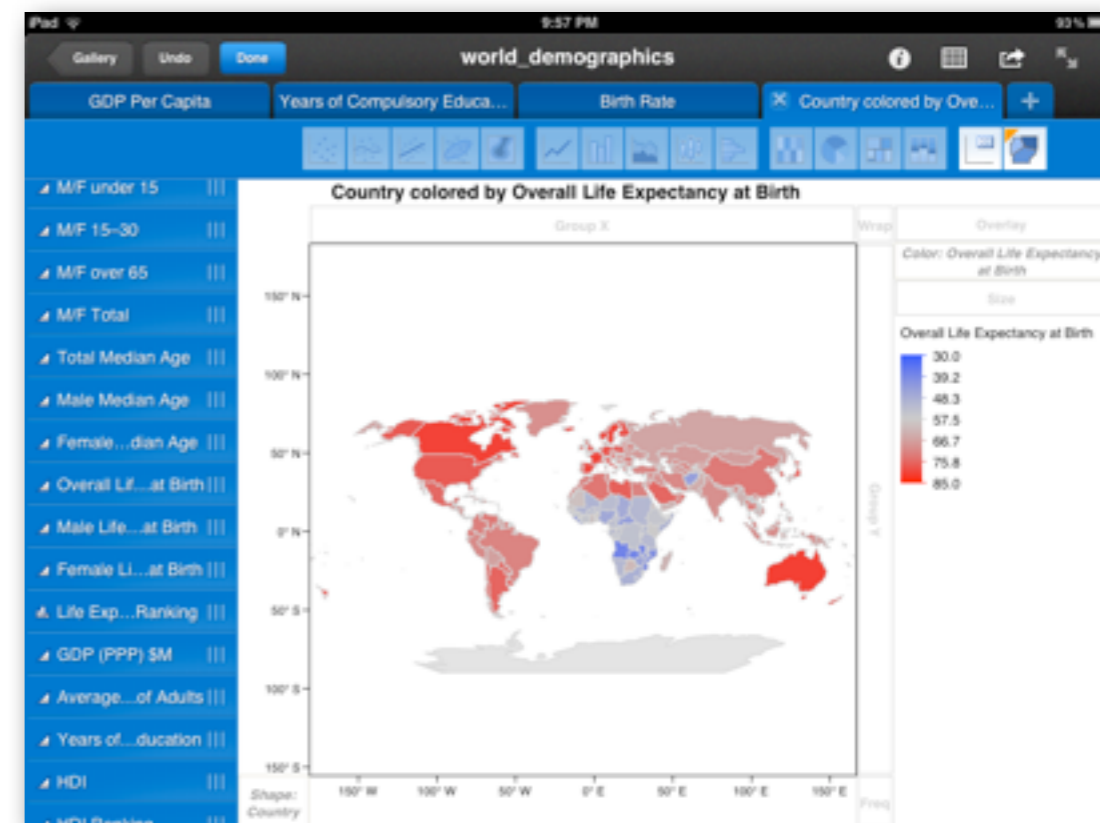 iPad 9:57 PM 93%
Gallery Undo Done world_demographics
GDP Per Capita Years of Compulsory Educa... Birth Rate Country colored by Ove... +
M/F under 15
M/F 15–30
M/F over 65
M/F Total
Total Median Age
Male Median Age
Female...dian Age
Overall Lif...at Birth
Male Life...at Birth
Female Li...at Birth
Life Exp...Ranking
GDP (PPP) $M
Average...of Adults
Years of...ducation
HDI
HDI Ranking
Country colored by Overall Life Expectancy at Birth
Group X Wrap Overlay
Color: Overall Life Expectancy
at Birth
Size
Overall Life Expectancy at Birth
30.0
39.2
48.3
57.5
66.7
75.8
85.0
150° N
100° N
50° N
0° N
50° S
100° S
150° S
Group Y
150° W 100° W 50° W 0° E 50° E 100° E 150° E
Shape:
Country
Freq